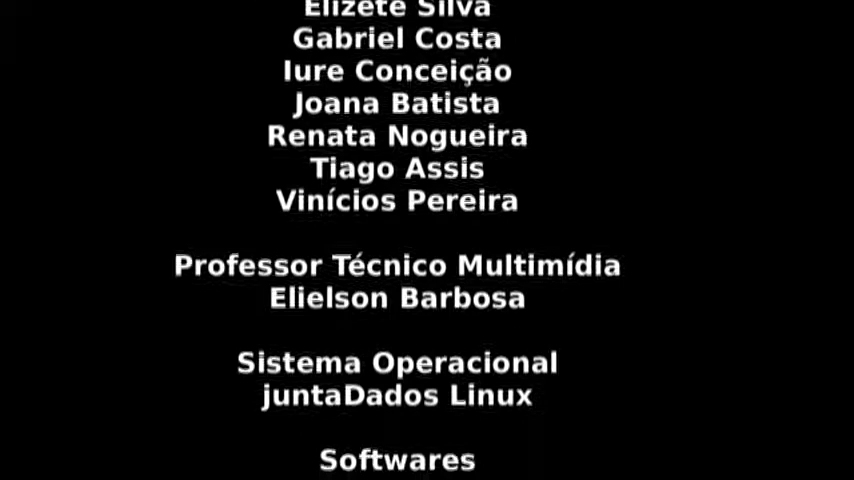 Elizete Silva
Gabriel Costa
Iure Conceição
Joana Batista
Renata Nogueira
Tiago Assis
Vinícios Pereira
Professor Técnico Multimídia
Elielson Barbosa
Sistema Operacional
juntaDados Linux
Softwares